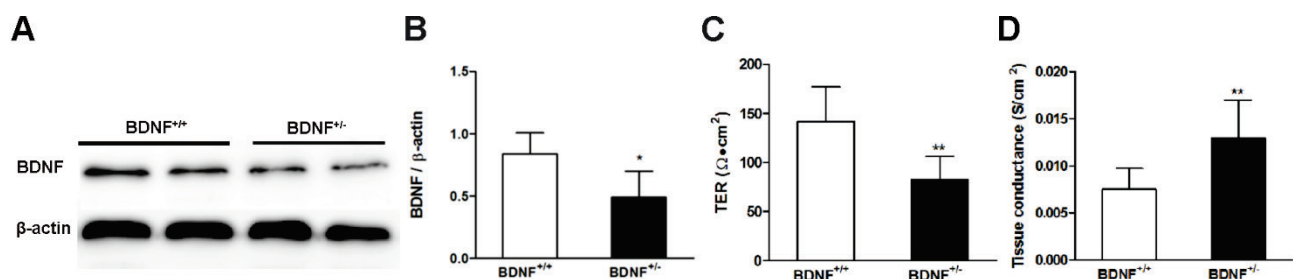 A
BDNF+/+
BDNF+/-
BDNF
β-actin
B
BDNF / β-actin
1.5
1.0
0.5
0.0
*
BDNF+/+
BDNF+/-
C
TER (Ω●cm2)
200
150
100
50
0
**
BDNF+/+
BDNF+/-
D
Tissue conductance (S/cm2)
0.020
0.015
0.010
0.005
0.000
**
BDNF+/+
BDNF+/-